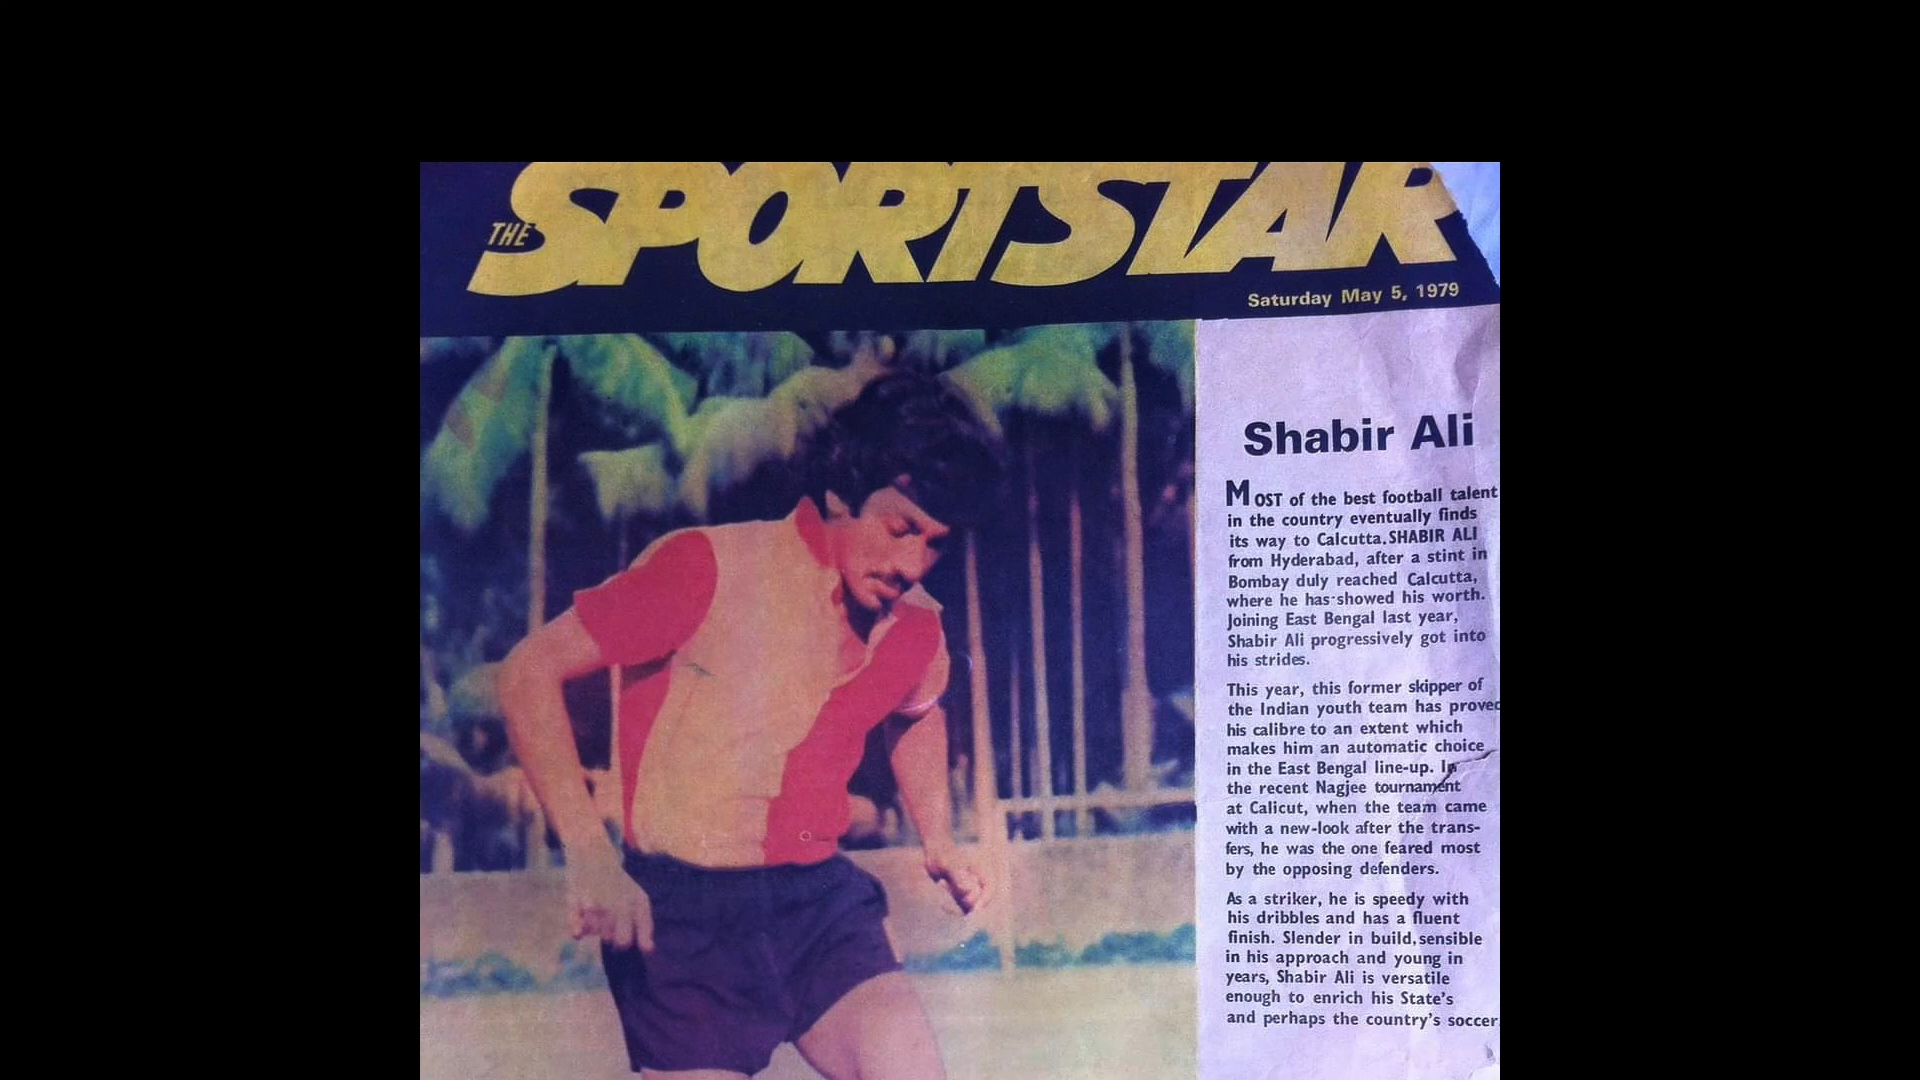 THE SPORTSTAR
Saturday May 5, 1979
Shabir Ali
MOST of the best football talent
in the country eventually finds
its way to Calcutta. SHABIR ALI
from Hyderabad, after a stint in
Bombay duly reached Calcutta,
where he has showed his worth.
Joining East Bengal last year,
Shabir Ali progressively got into
his strides.
This year, this former skipper of
the Indian youth team has proved
his calibre to an extent which
makes him an automatic choice
in the East Bengal line-up. In
the recent Nagjee tournament
at Calicut, when the team came
with a new-look after the trans-
fers, he was the one feared most
by the opposing defenders.
As a striker, he is speedy with
his dribbles and has a fluent
finish. Slender in build, sensible
in his approach and young in
years, Shabir Ali is versatile
enough to enrich his State's
and perhaps the country's soccer